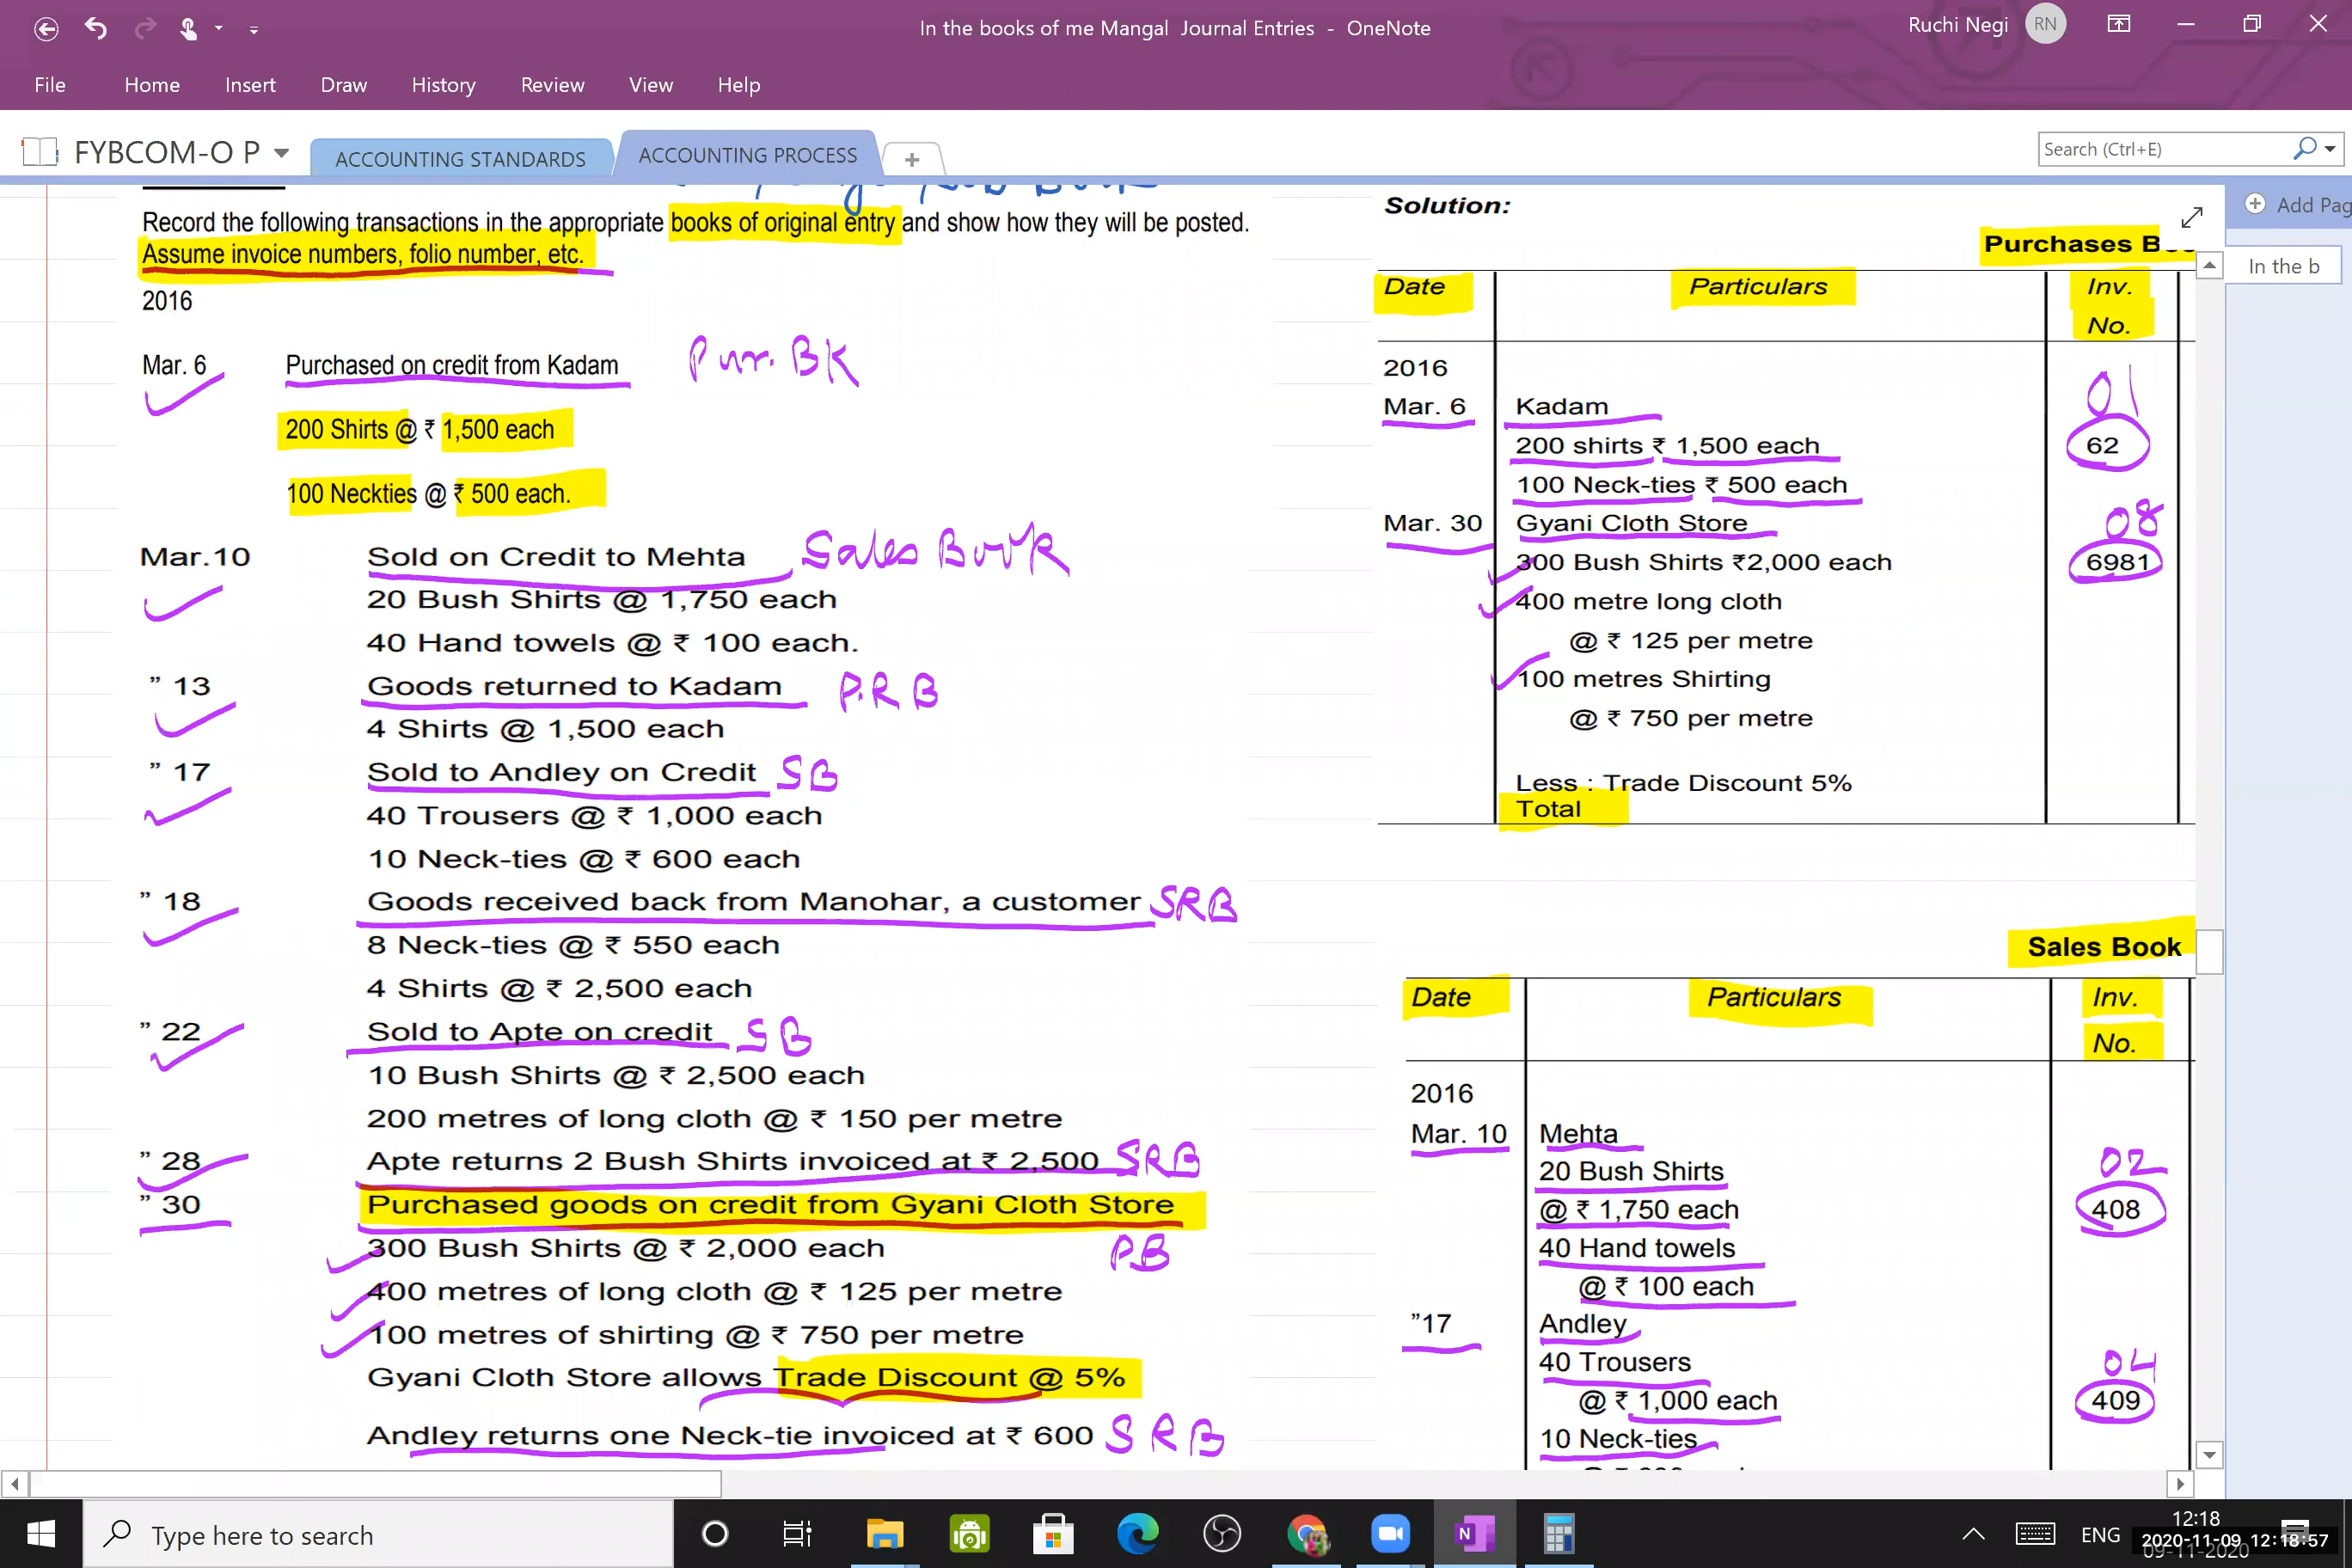 In the books of me Mangal Journal Entries - OneNote
Ruchi Negi
RN
File
Home
Insert
Draw
History
Review
View
Help
FYBCOM-O P
ACCOUNTING STANDARDS
ACCOUNTING PROCESS
Search (Ctrl+E)
Add Pag
In the b
Record the following transactions in the appropriate books of original entry and show how they will be posted.
Assume invoice numbers, folio number, etc.
2016
Mar. 6 Purchased on credit from Kadam Pur. BK
200 Shirts @ ₹ 1,500 each
100 Neckties @ ₹ 500 each.
Mar.10 Sold on Credit to Mehta Sales Book
20 Bush Shirts @ 1,750 each
40 Hand towels @ ₹ 100 each.
” 13 Goods returned to Kadam P.R B
4 Shirts @ 1,500 each
” 17 Sold to Andley on Credit SB
40 Trousers @ ₹ 1,000 each
10 Neck-ties @ ₹ 600 each
” 18 Goods received back from Manohar, a customer SRB
8 Neck-ties @ ₹ 550 each
4 Shirts @ ₹ 2,500 each
” 22 Sold to Apte on credit SB
10 Bush Shirts @ ₹ 2,500 each
200 metres of long cloth @ ₹ 150 per metre
” 28 Apte returns 2 Bush Shirts invoiced at ₹ 2,500 SRB
” 30 Purchased goods on credit from Gyani Cloth Store
300 Bush Shirts @ ₹ 2,000 each PB
400 metres of long cloth @ ₹ 125 per metre
100 metres of shirting @ ₹ 750 per metre
Gyani Cloth Store allows Trade Discount @ 5%
Andley returns one Neck-tie invoiced at ₹ 600 SRB
Solution:
Purchases B
Date Particulars Inv. No.
2016
Mar. 6 Kadam 01
200 shirts ₹ 1,500 each 62
100 Neck-ties ₹ 500 each
Mar. 30 Gyani Cloth Store 08
300 Bush Shirts ₹2,000 each 6981
400 metre long cloth
@ ₹ 125 per metre
100 metres Shirting
@ ₹ 750 per metre
Less : Trade Discount 5%
Total
Sales Book
Date Particulars Inv. No.
2016
Mar. 10 Mehta 02
20 Bush Shirts
@ ₹ 1,750 each 408
40 Hand towels
@ ₹ 100 each
”17 Andley
40 Trousers 04
@ ₹ 1,000 each 409
10 Neck-ties
Type here to search
ENG
12:18
2020-11-09 12:18:57
09-11-2020